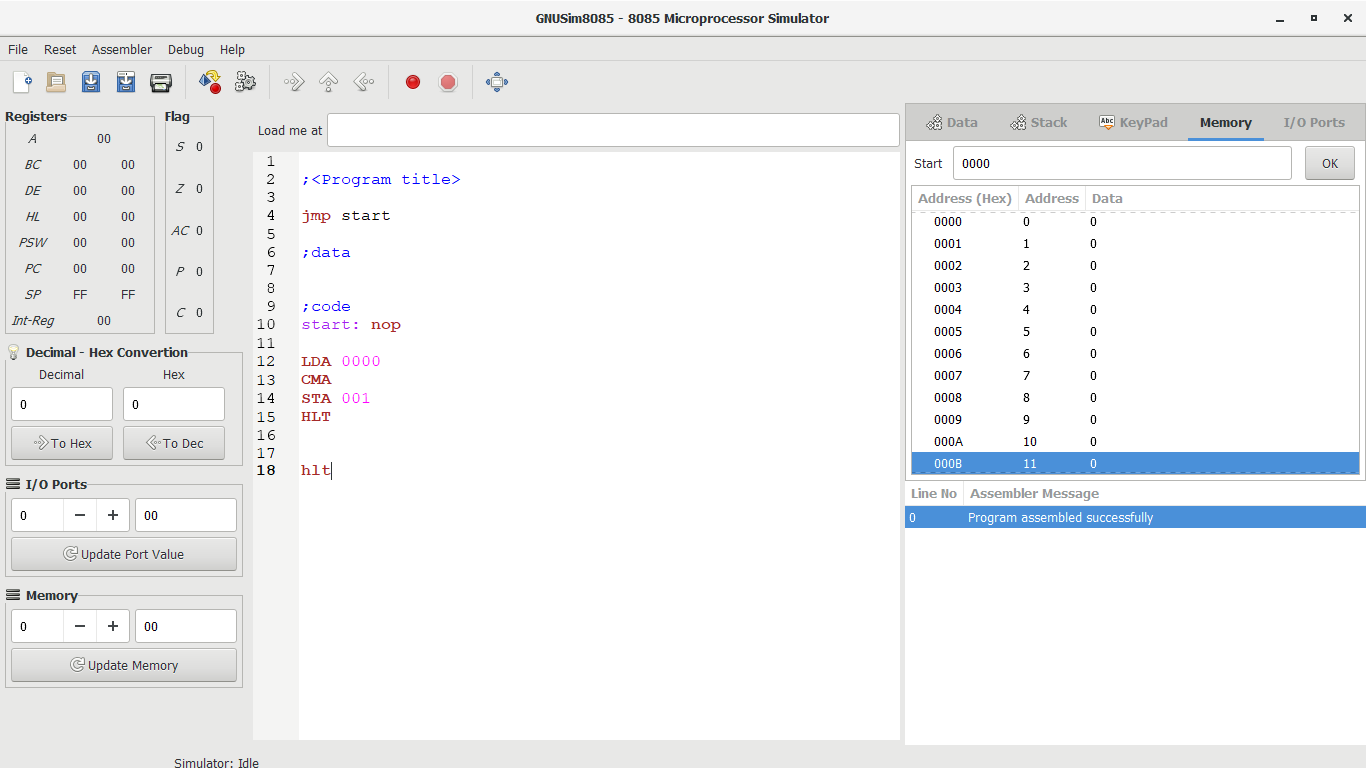 GNUSim8085 - 8085 Microprocessor Simulator
File Reset Assembler Debug Help
Registers
A 00
BC 00 00
DE 00 00
HL 00 00
PSW 00 00
PC 00 00
SP FF FF
Int-Reg 00
Flag
S 0
Z 0
AC 0
P 0
C 0
Decimal - Hex Convertion
Decimal Hex
0 0
To Hex To Dec
I/O Ports
0 − + 00
Update Port Value
Memory
0 − + 00
Update Memory
Load me at
1
2 ;<Program title>
3
4 jmp start
5
6 ;data
7
8
9 ;code
10 start: nop
11
12 LDA 0000
13 CMA
14 STA 001
15 HLT
16
17
18 hlt
Data Stack Abc KeyPad Memory I/O Ports
Start 0000 OK
Address (Hex) Address Data
0000 0 0
0001 1 0
0002 2 0
0003 3 0
0004 4 0
0005 5 0
0006 6 0
0007 7 0
0008 8 0
0009 9 0
000A 10 0
000B 11 0
Line No Assembler Message
0 Program assembled successfully
Simulator: Idle